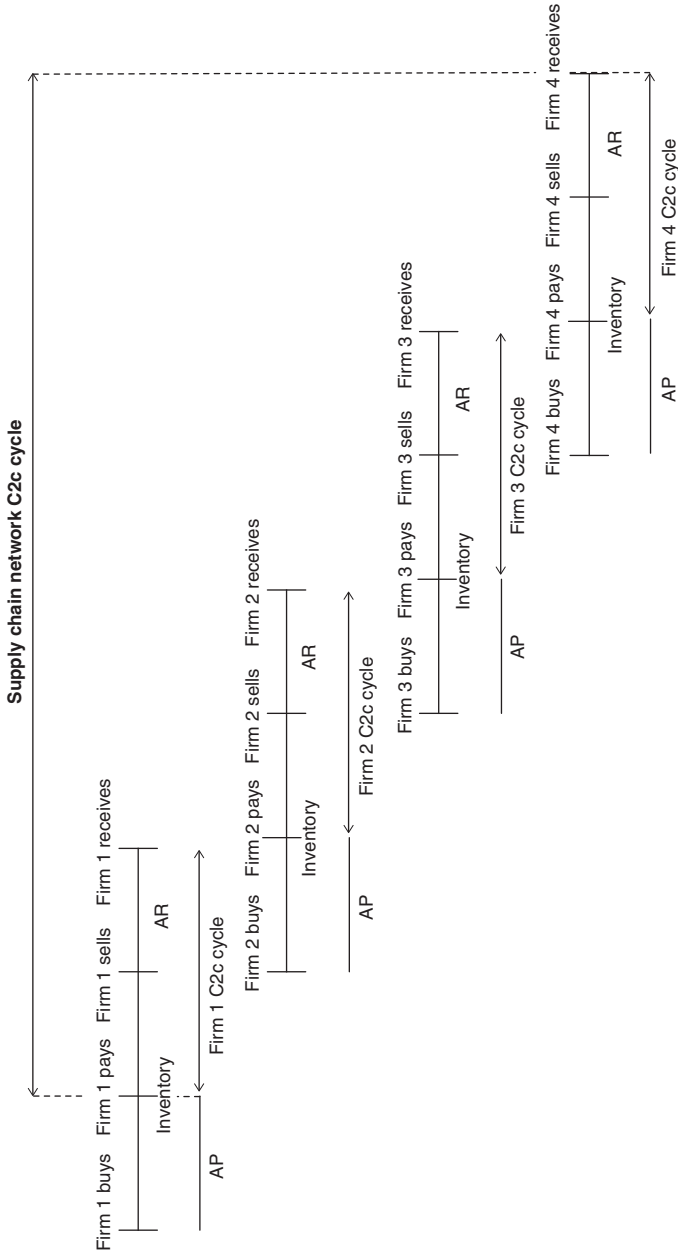 Supply chain network C2c cycle
Firm 1 buys Firm 1 pays Firm 1 sells Firm 1 receives
Inventory AR
AP Firm 1 C2c cycle
Firm 2 buys Firm 2 pays Firm 2 sells Firm 2 receives
Inventory AR
AP Firm 2 C2c cycle
Firm 3 buys Firm 3 pays Firm 3 sells Firm 3 receives
Inventory AR
AP Firm 3 C2c cycle
Firm 4 buys Firm 4 pays Firm 4 sells Firm 4 receives
Inventory AR
AP Firm 4 C2c cycle